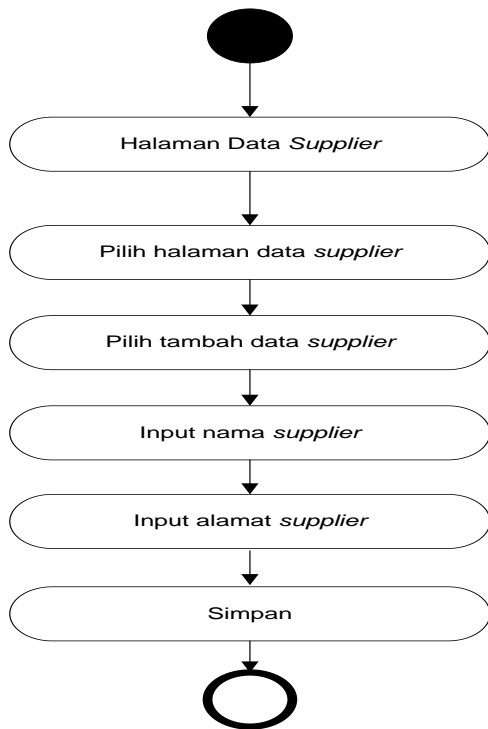 Halaman Data Supplier
Pilih halaman data supplier
Pilih tambah data supplier
Input nama supplier
Input alamat supplier
Simpan